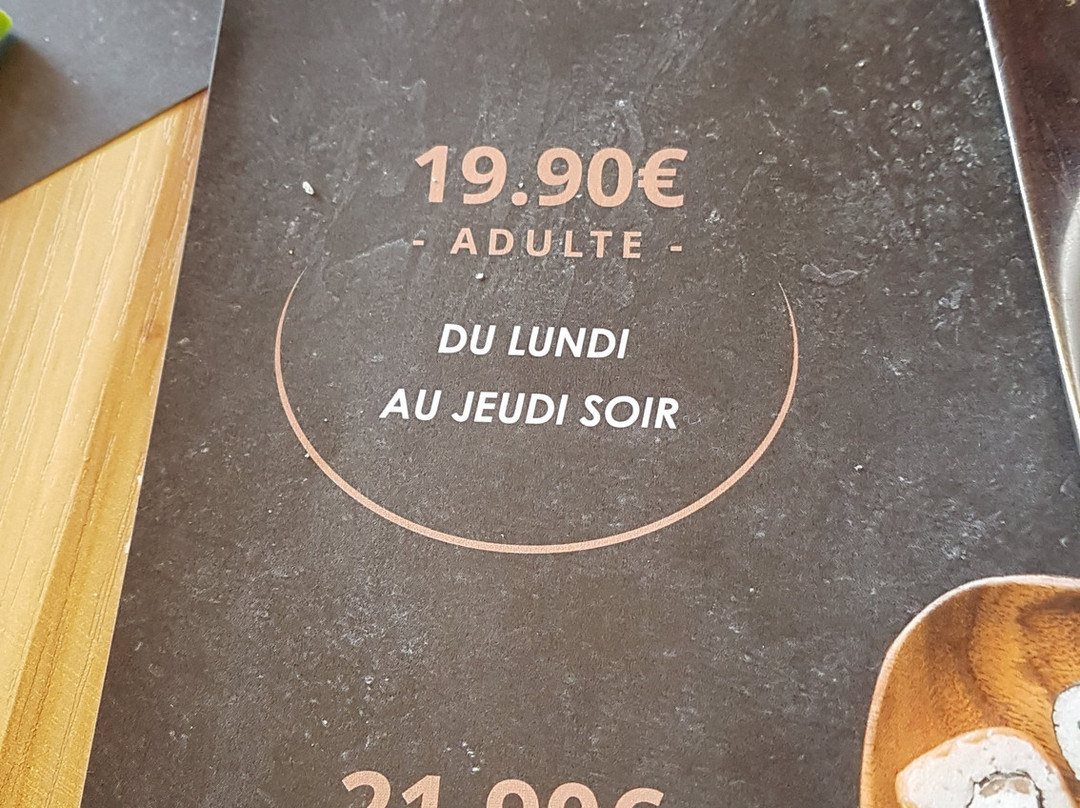 19.90€
- ADULTE -
DU LUNDI
AU JEUDI SOIR